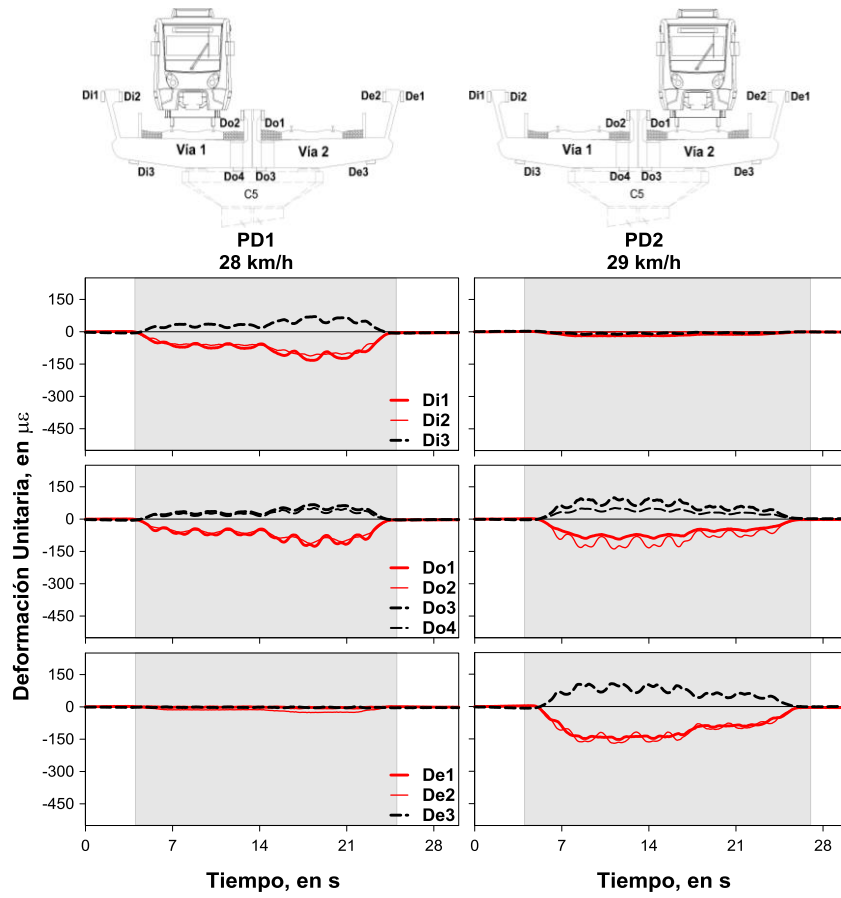 Di1 Di2 De2 De1
Do2 Do1
Vía 1 Vía 2
Di3 Do4 Do3 De3
C5
Di1 Di2 De2 De1
Do2 Do1
Vía 1 Vía 2
Di3 Do4 Do3 De3
C5
PD1
28 km/h
PD2
29 km/h
Deformación Unitaria, en με
150
0
-150
-300
-450
Di1
Di2
Di3
150
0
-150
-300
-450
Do1
Do2
Do3
Do4
150
0
-150
-300
-450
De1
De2
De3
0 7 14 21 28
0 7 14 21 28
Tiempo, en s
Tiempo, en s